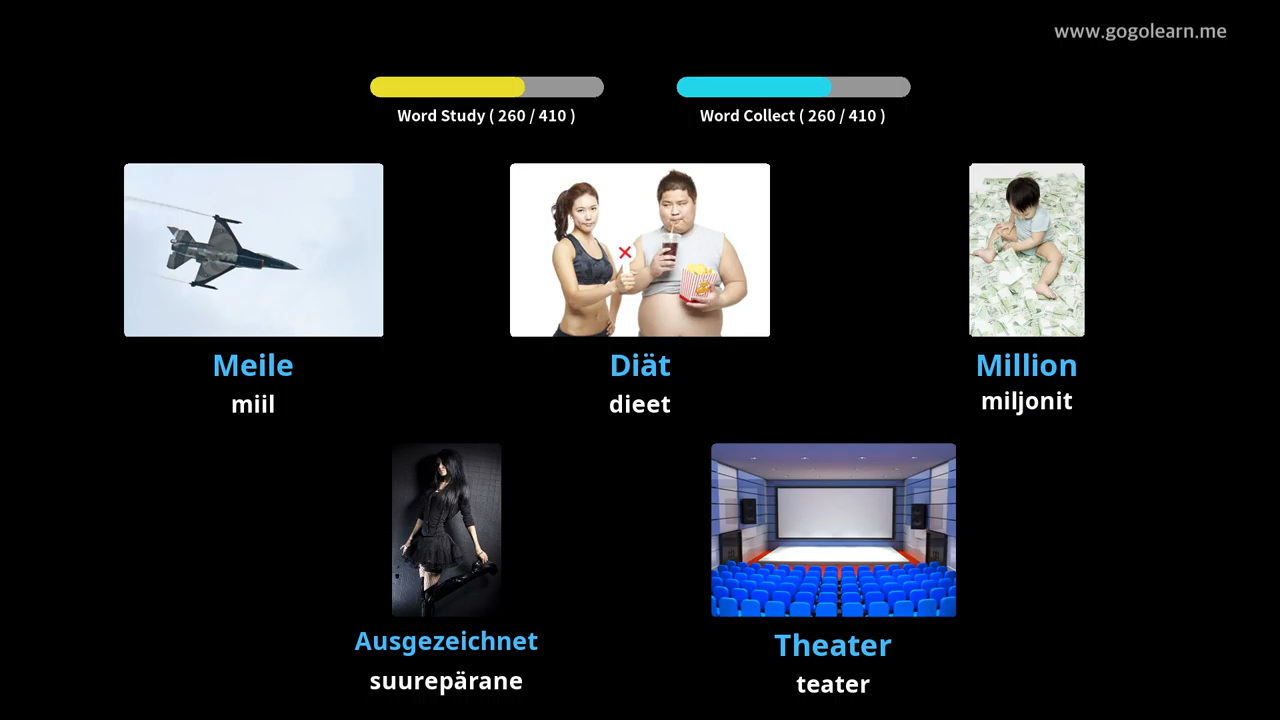 www.gogolearn.me
Word Study ( 260 / 410 )
Word Collect ( 260 / 410 )
Meile
miil
Diät
dieet
Million
miljonit
Ausgezeichnet
suurepärane
Theater
teater